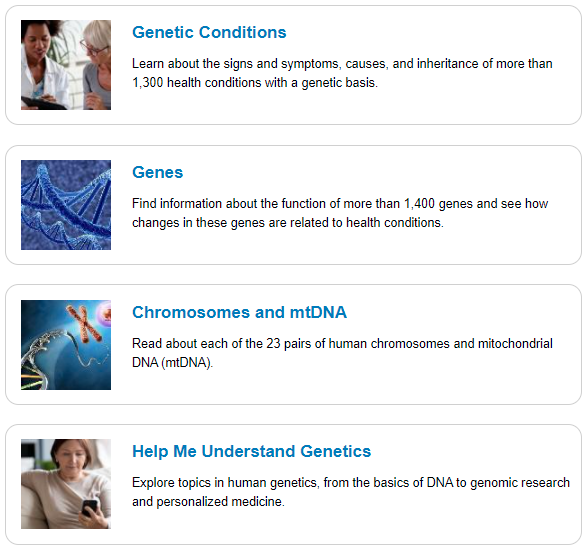 Genetic Conditions
Learn about the signs and symptoms, causes, and inheritance of more than
1,300 health conditions with a genetic basis.
Genes
Find information about the function of more than 1,400 genes and see how
changes in these genes are related to health conditions.
Chromosomes and mtDNA
Read about each of the 23 pairs of human chromosomes and mitochondrial
DNA (mtDNA).
Help Me Understand Genetics
Explore topics in human genetics, from the basics of DNA to genomic research
and personalized medicine.